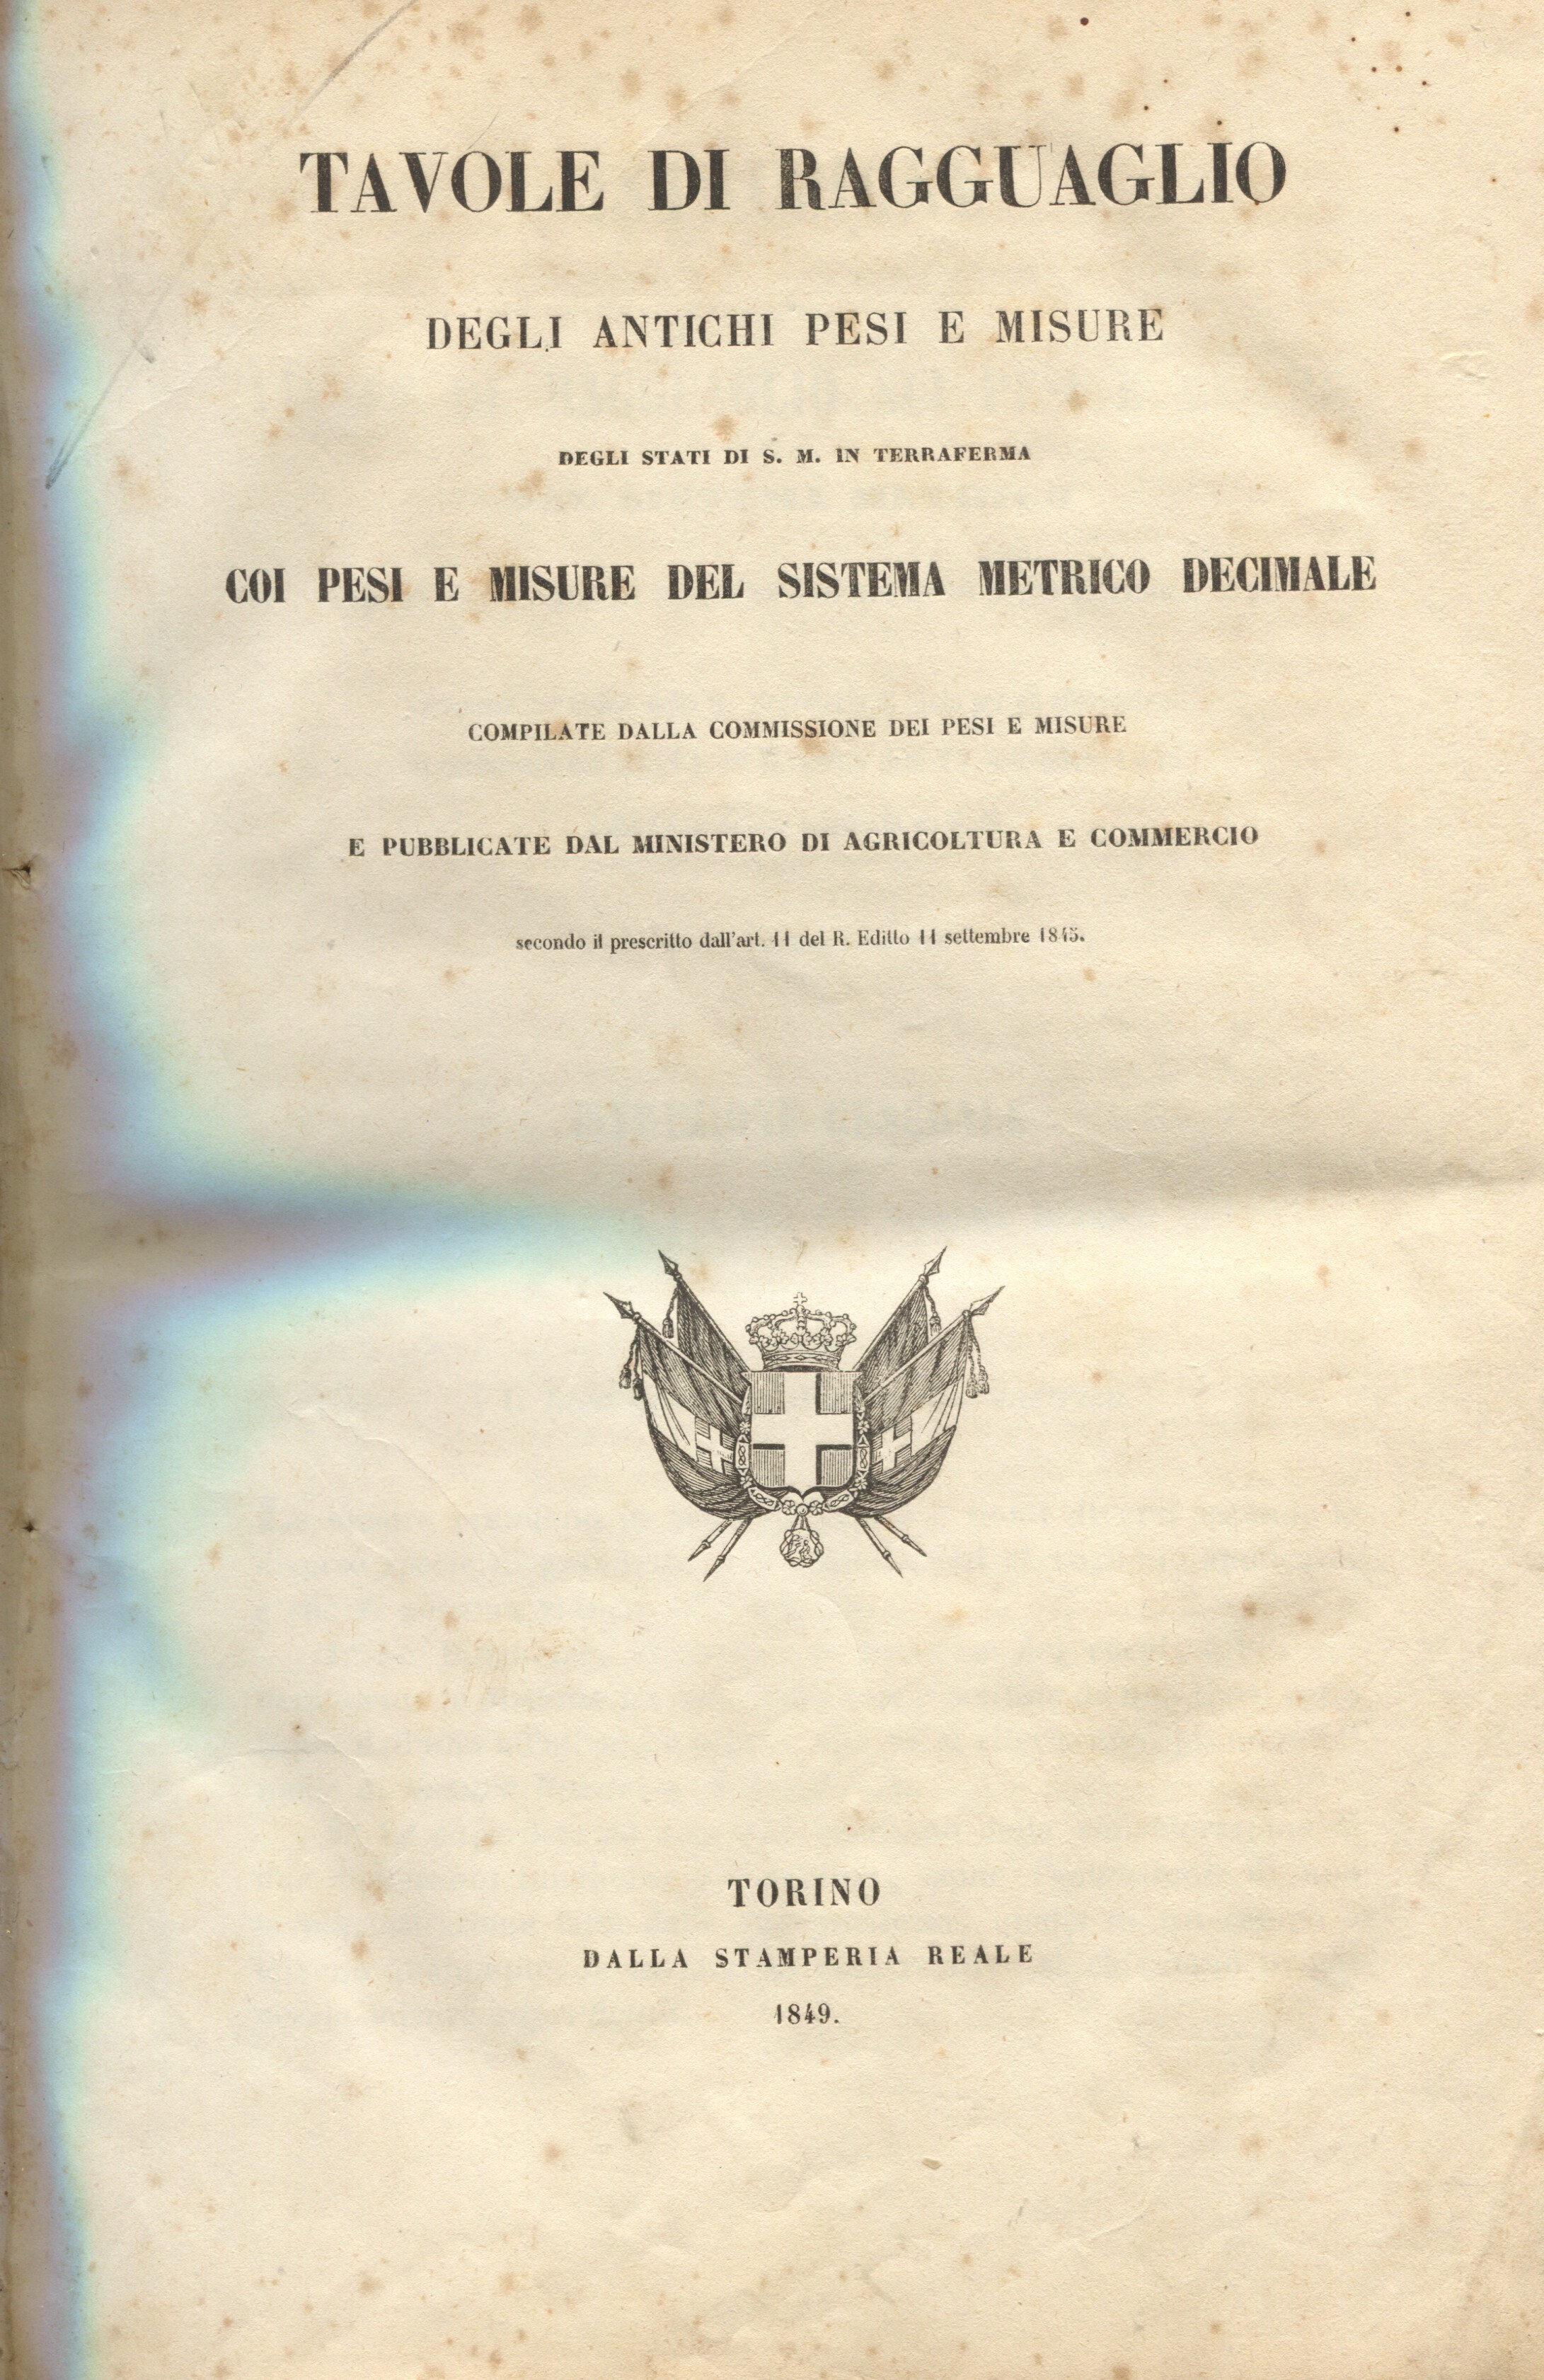 TAVOLE DI RAGGUAGLIO
DEGLI ANTICHI PESI E MISURE
DEGLI STATI DI S. M. IN TERRAFERMA
COI PESI E MISURE DEL SISTEMA METRICO DECIMALE
COMPILATE DALLA COMMISSIONE DEI PESI E MISURE
E PUBBLICATE DAL MINISTERO DI AGRICOLTURA E COMMERCIO
secondo il prescritto dall'art. 11 del R. Editto 11 settembre 1845.
TORINO
DALLA STAMPERIA REALE
1849.